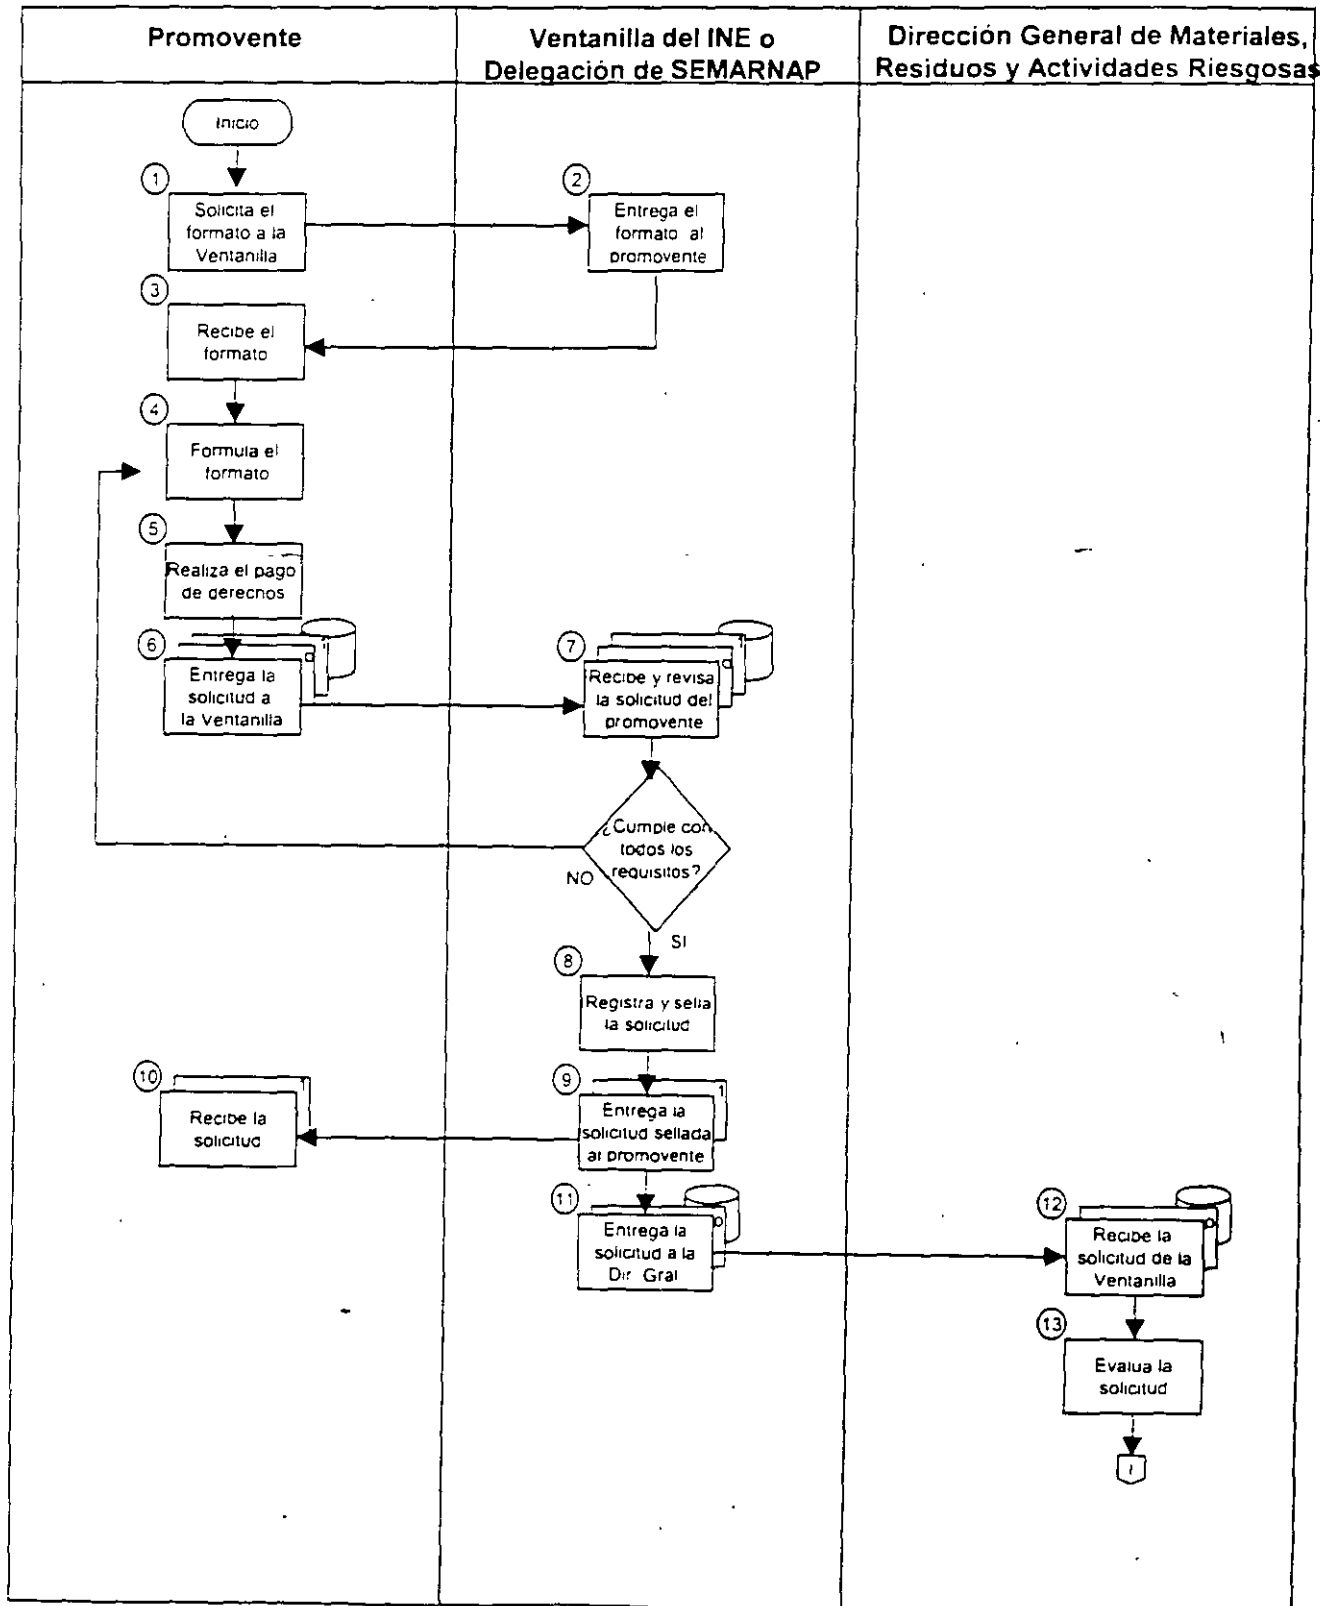 Promovente
Ventanilla del INE o
Delegación de SEMARNAP
Dirección General de Materiales,
Residuos y Actividades Riesgosas
Inicio
1
Solicita el
formato a la
Ventanilla
2
Entrega el
formato al
promovente
3
Recibe el
formato
4
Formula el
formato
5
Realiza el pago
de derechos
6
Entrega la
solicitud a
la Ventanilla
1
o
7
Recibe y revisa
la solicitud del
promovente
1
o
¿Cumple con
todos los
requisitos?
NO
SI
8
Registra y sella
la solicitud
9
1
Entrega la
solicitud sellada
al promovente
10
1
Recibe la
solicitud
11
o
Entrega la
solicitud a la
Dir Gral
12
o
Recibe la
solicitud de la
Ventanilla
13
Evalua la
solicitud